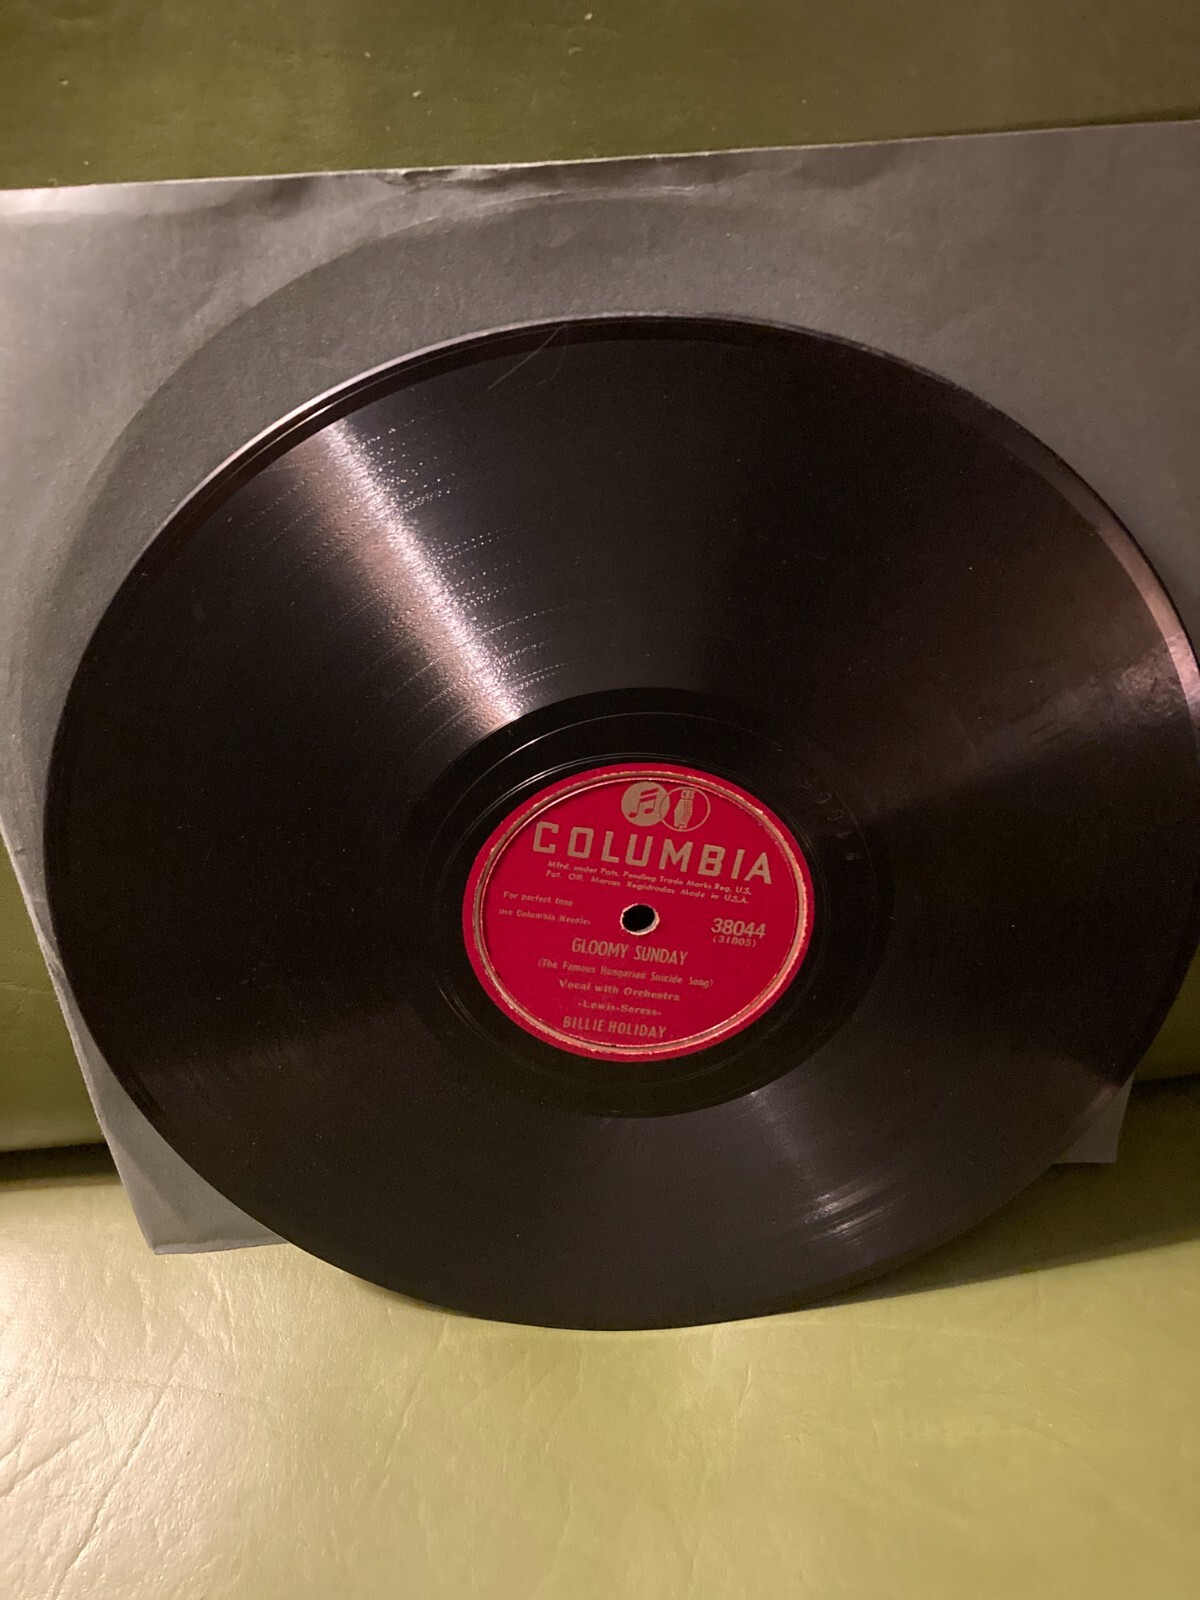 COLUMBIA
Mfrd. under Pats. Pending Trade Marks Reg. U.S.
Pat. Off. Marcas Registradas Made in U.S.A.
For perfect tone
use Columbia Needles
38044
(31005)
GLOOMY SUNDAY
(The Famous Hungarian Suicide Song)
Vocal with Orchestra
-Lewis-Seress-
BILLIE HOLIDAY